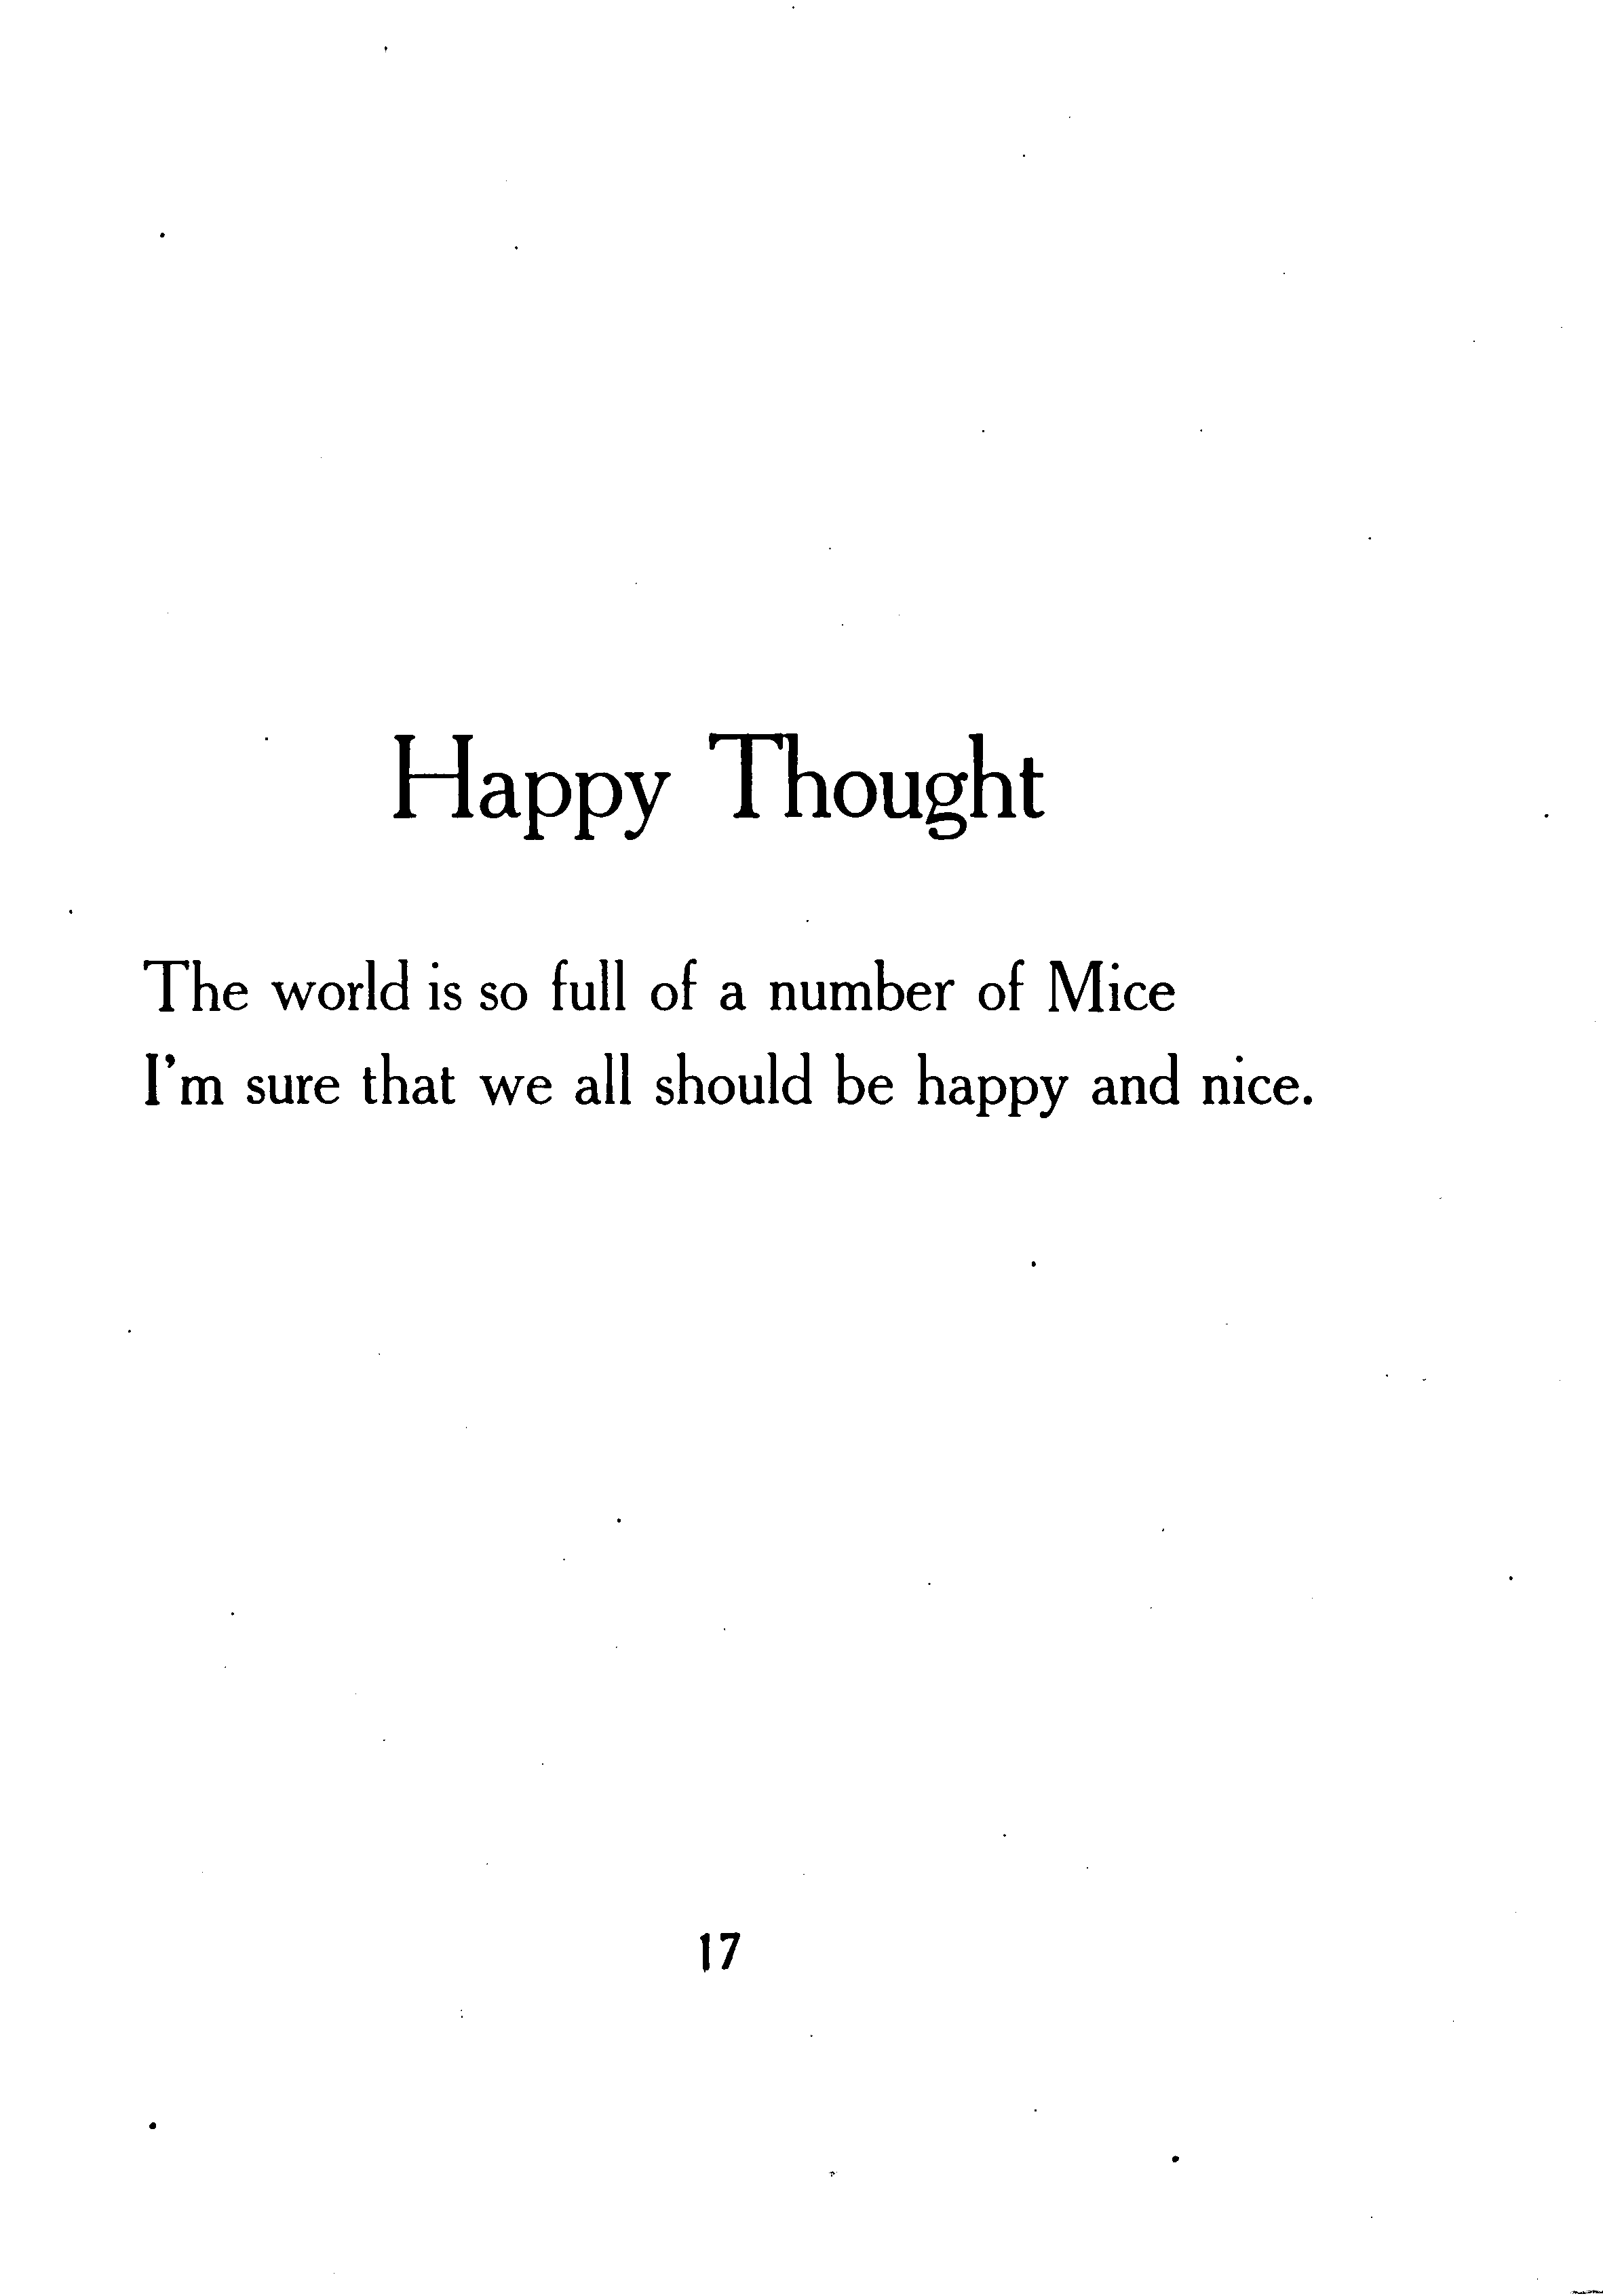 Happy Thought
The world is so full of a number of Mice
I'm sure that we all should be happy and nice.
17